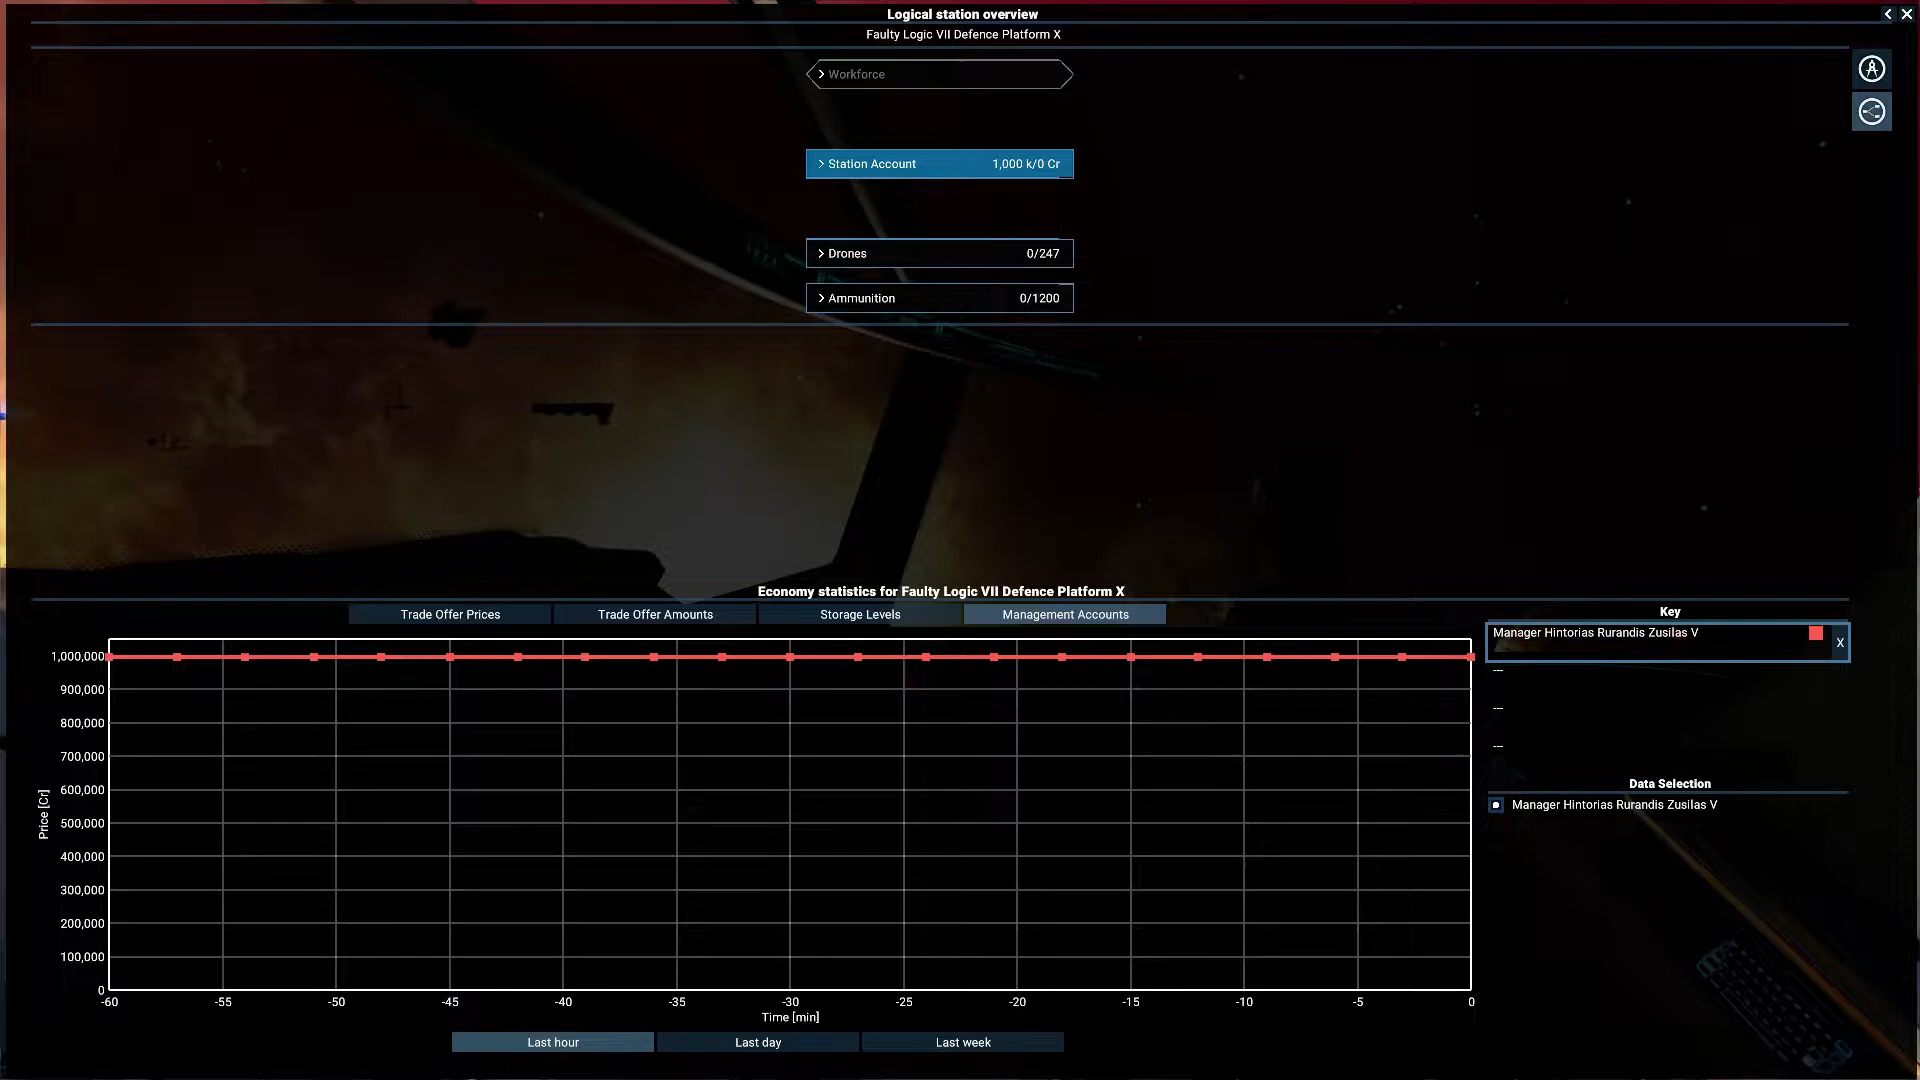 Logical station overview
Faulty Logic VII Defence Platform X
Workforce
Station Account 1,000 k/0 Cr
Drones 0/247
Ammunition 0/1200
Economy statistics for Faulty Logic VII Defence Platform X
Trade Offer Prices Trade Offer Amounts Storage Levels Management Accounts
Key
Manager Hintorias Rurandis Zusilas V X
---
---
---
Data Selection
Manager Hintorias Rurandis Zusilas V
Price [Cr]
1,000,000
900,000
800,000
700,000
600,000
500,000
400,000
300,000
200,000
100,000
0
-60 -55 -50 -45 -40 -35 -30 -25 -20 -15 -10 -5 0
Time [min]
Last hour Last day Last week